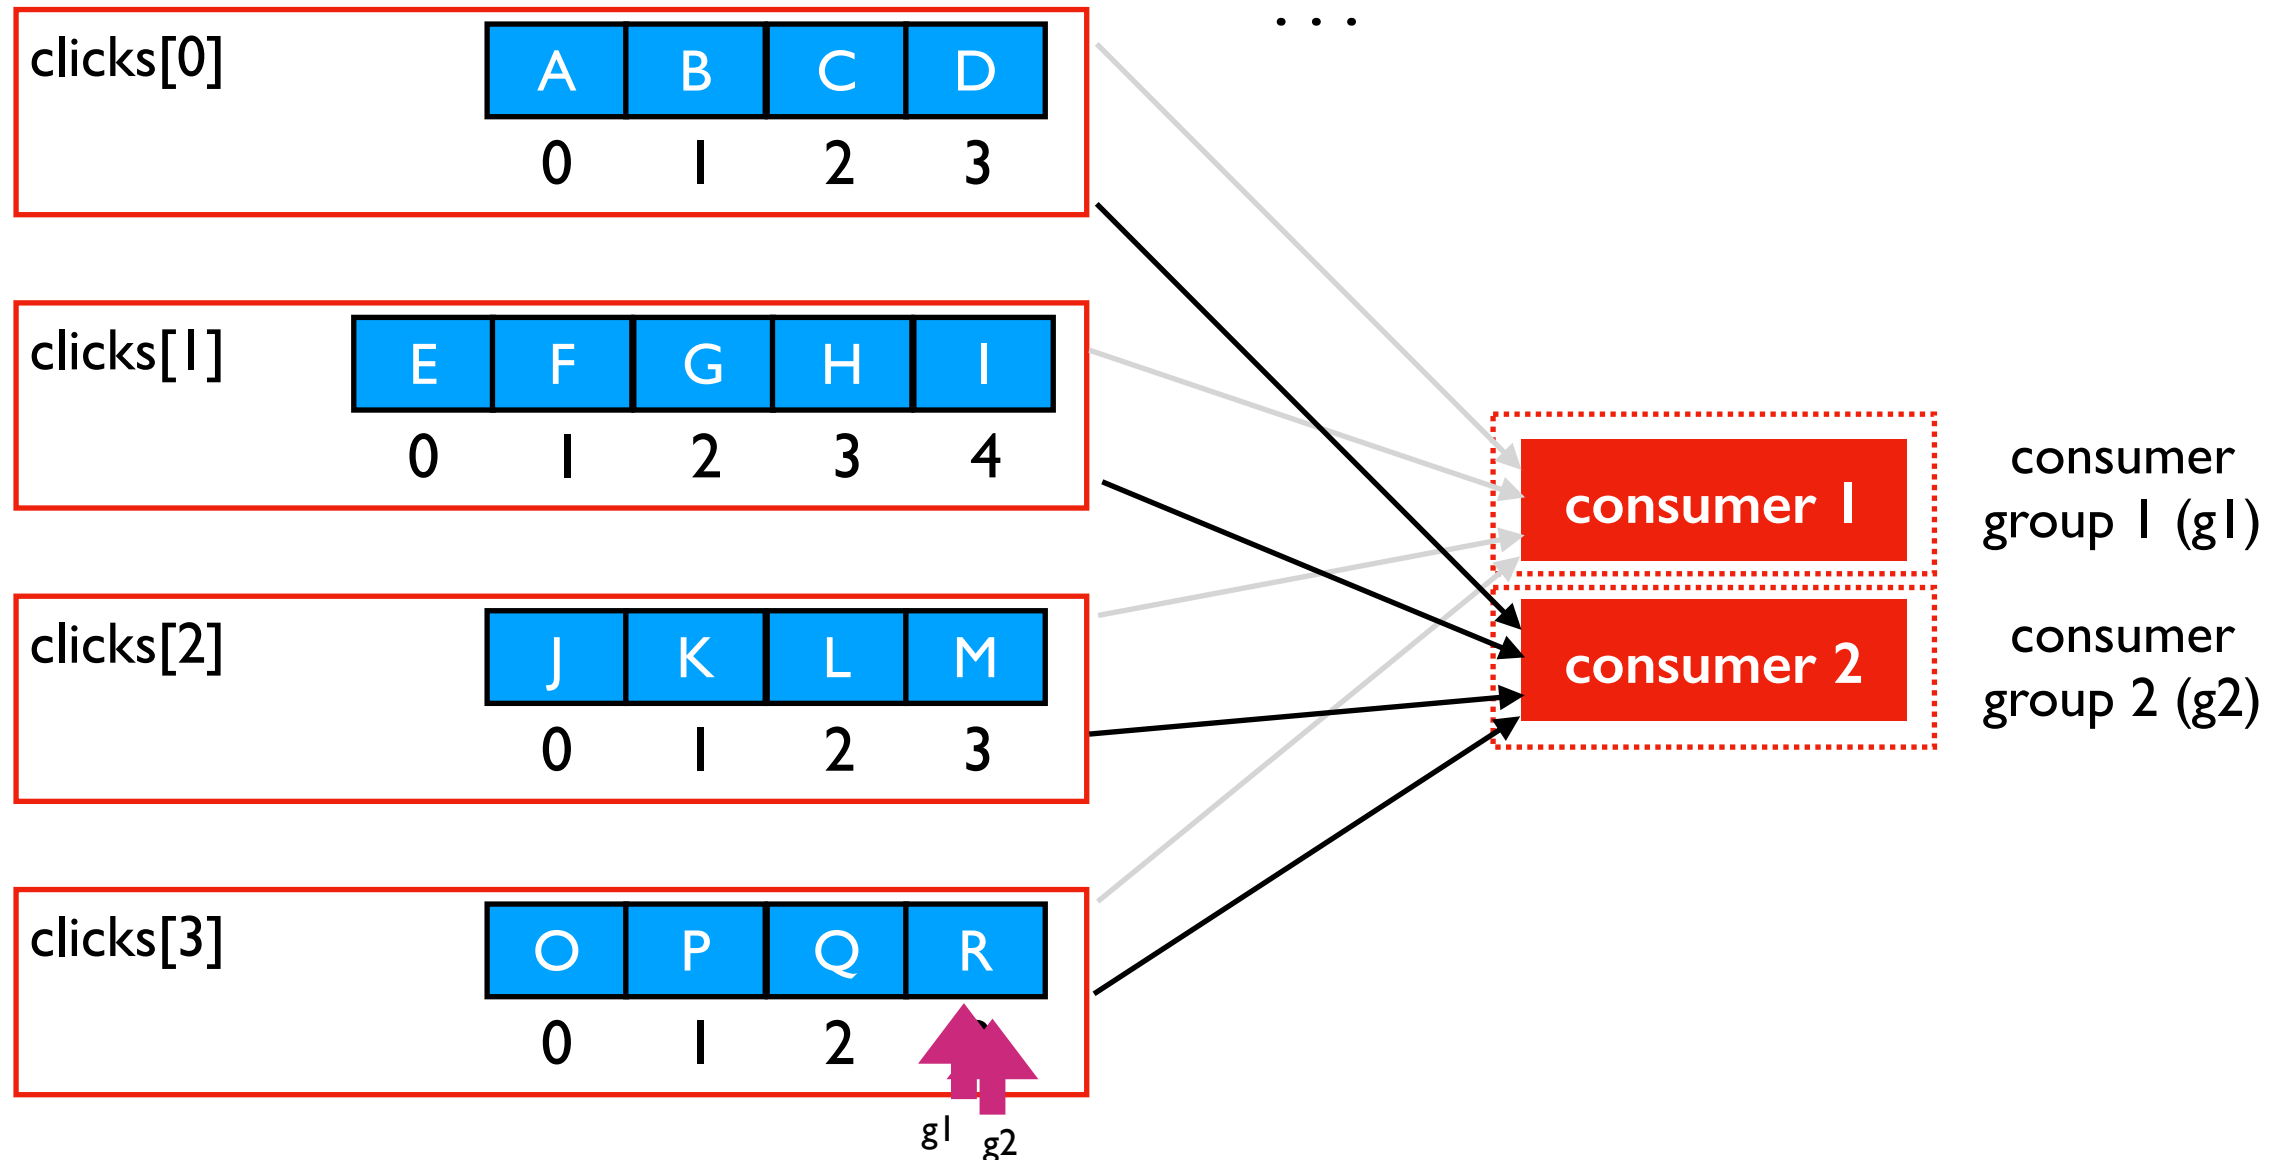 . . .
clicks[0]
A B C D
0 1 2 3
clicks[1]
E F G H I
0 1 2 3 4
consumer 1
consumer
group 1 (g1)
consumer 2
consumer
group 2 (g2)
clicks[2]
J K L M
0 1 2 3
clicks[3]
O P Q R
0 1 2
g1 g2